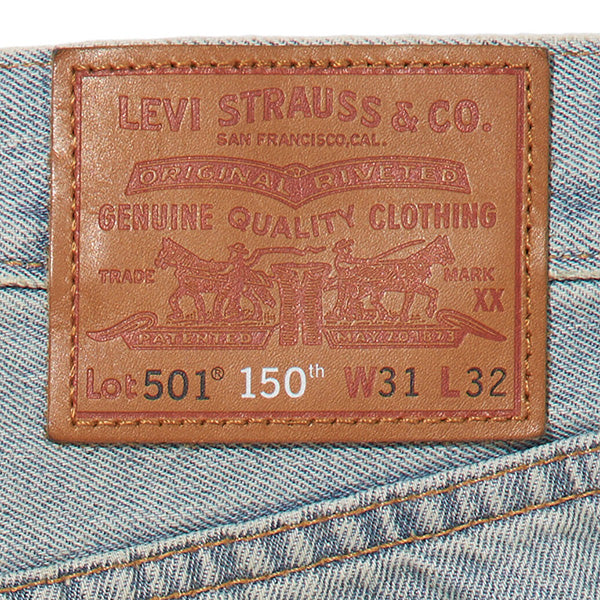 LEVI STRAUSS & CO.
SAN FRANCISCO, CAL.
ORIGINAL RIVETED
GENUINE QUALITY CLOTHING
TRADE MARK
XX
PATENTED MAY 20 1873
Lot 501® 150th W31 L32